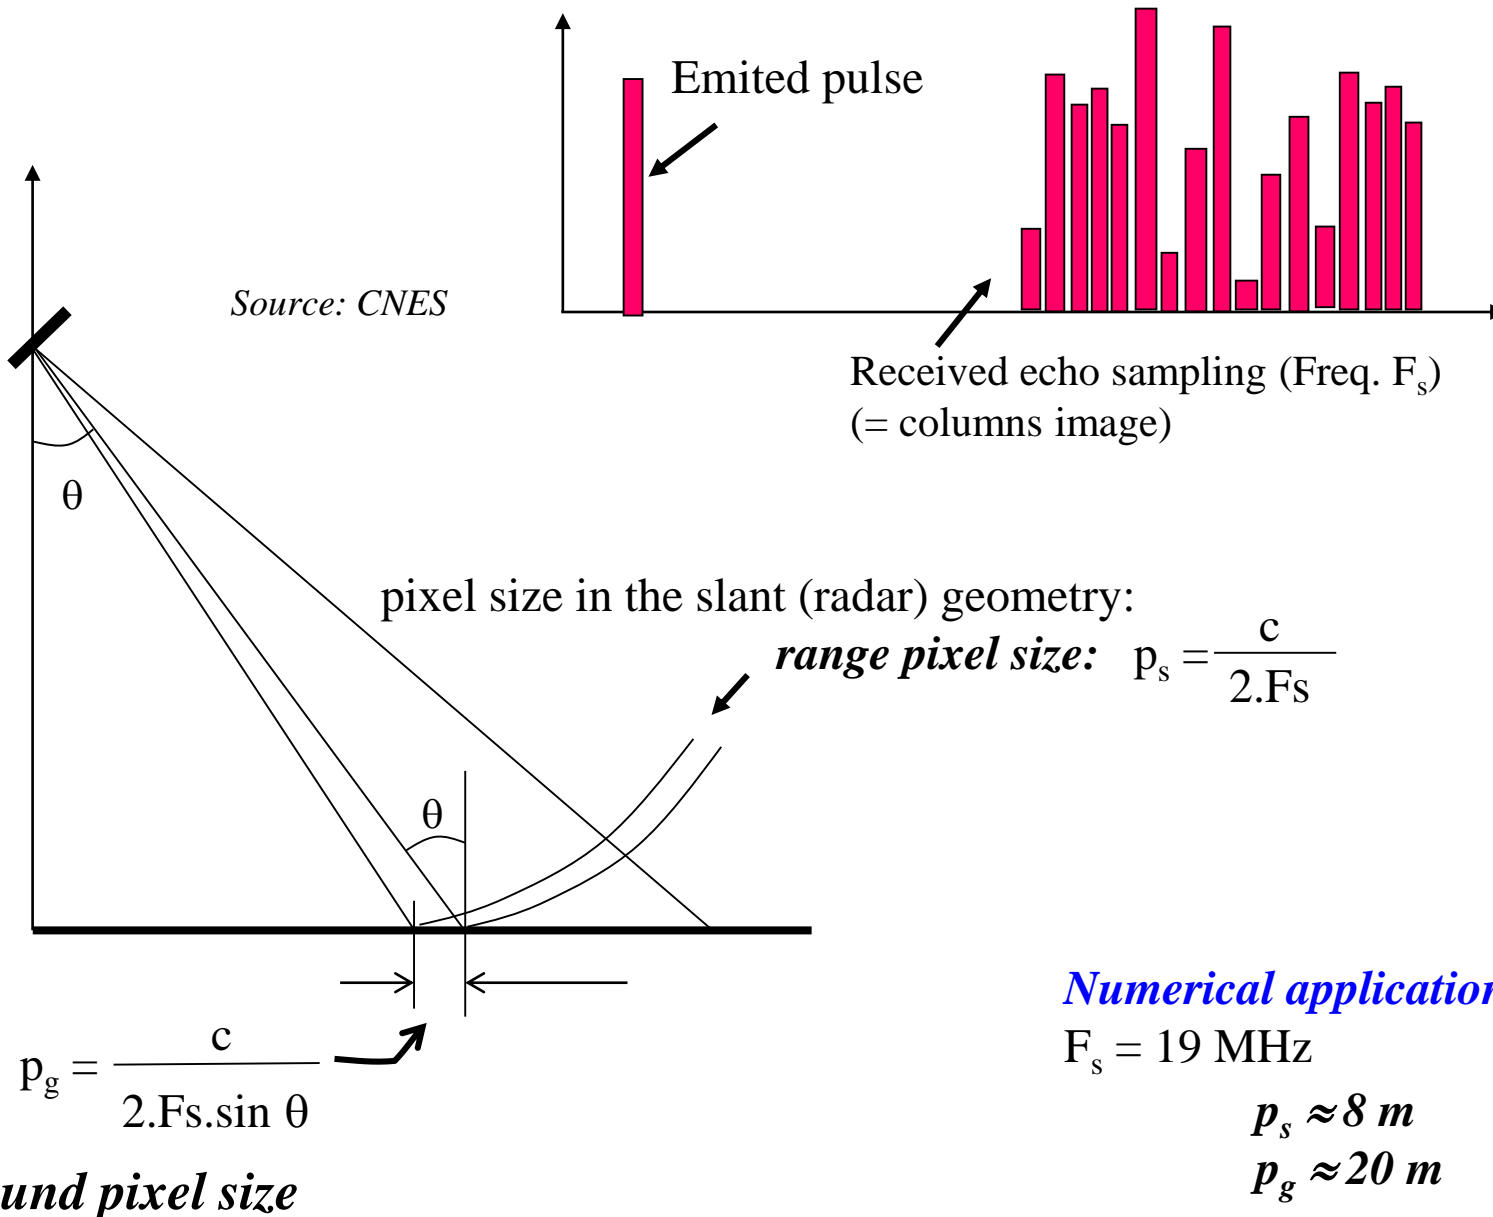 Emited pulse
Source: CNES
Received echo sampling (Freq. Fs)
(= columns image)
θ
pixel size in the slant (radar) geometry:
range pixel size: ps = c / 2.Fs
θ
Numerical application
Fs = 19 MHz
pg = c / 2.Fs.sin θ
ps ≈ 8 m
pg ≈ 20 m
und pixel size